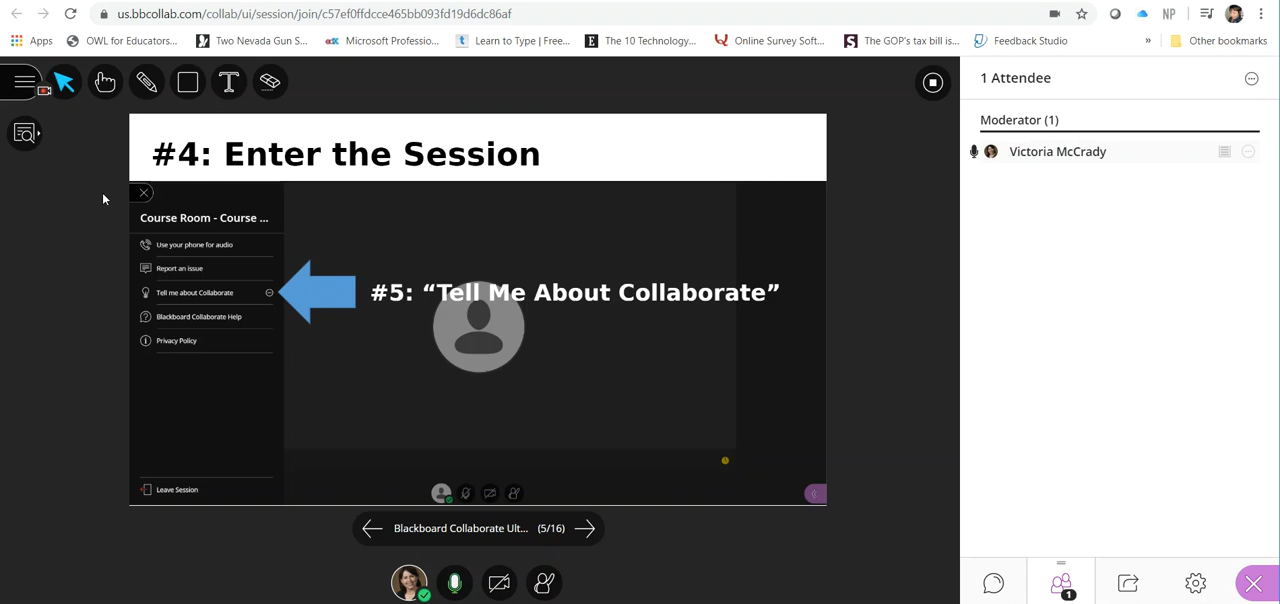 us.bbcollab.com/collab/ui/session/join/c57ef0ffdcce465bb093fd19d6dc86af
NP
Apps
OWL for Educators...
Two Nevada Gun S...
edX
Microsoft Professio...
Learn to Type | Free...
The 10 Technology...
Online Survey Soft...
The GOP's tax bill is...
Feedback Studio
»
Other bookmarks
T
1 Attendee
Moderator (1)
Victoria McCrady
#4: Enter the Session
Course Room - Course ...
Use your phone for audio
Report an issue
Tell me about Collaborate
Blackboard Collaborate Help
Privacy Policy
Leave Session
#5: “Tell Me About Collaborate”
Blackboard Collaborate Ult... (5/16)
1